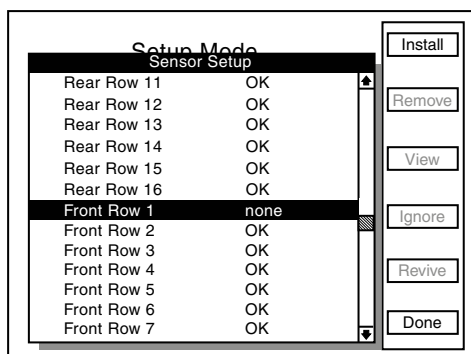 Setup Mode
Sensor Setup
Rear Row 11 OK
Rear Row 12 OK
Rear Row 13 OK
Rear Row 14 OK
Rear Row 15 OK
Rear Row 16 OK
Front Row 1 none
Front Row 2 OK
Front Row 3 OK
Front Row 4 OK
Front Row 5 OK
Front Row 6 OK
Front Row 7 OK
Install
Remove
View
Ignore
Revive
Done